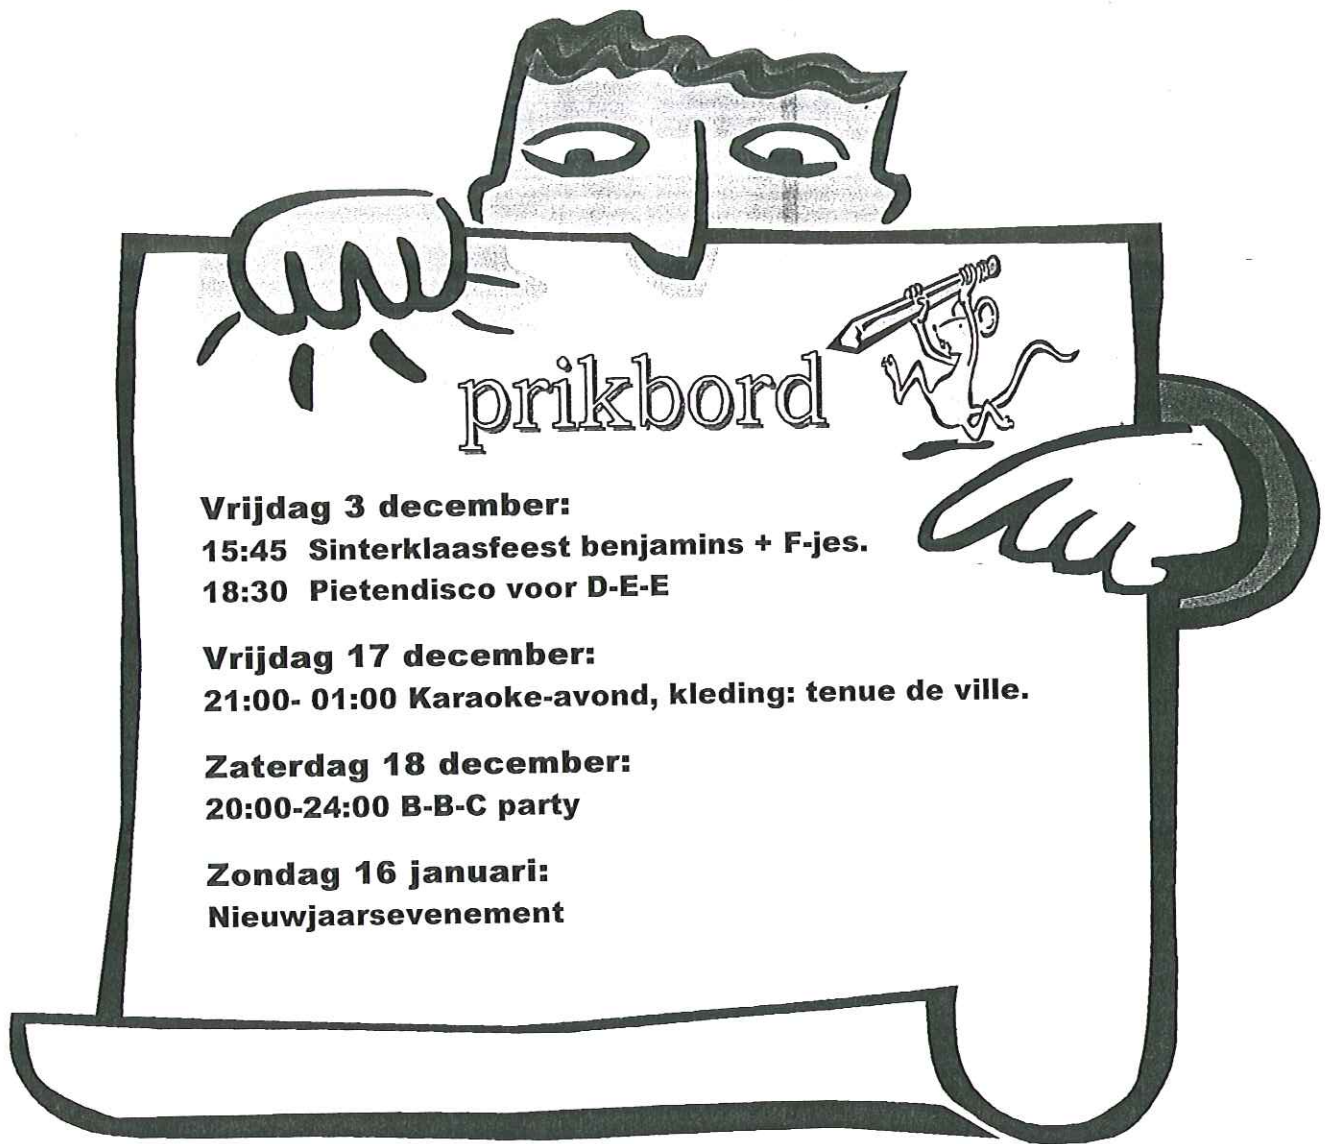 prikbord
Vrijdag 3 december:
15:45 Sinterklaasfeest benjamins + F-jes.
18:30 Pietendisco voor D-E-E
Vrijdag 17 december:
21:00- 01:00 Karaoke-avond, kleding: tenue de ville.
Zaterdag 18 december:
20:00-24:00 B-B-C party
Zondag 16 januari:
Nieuwjaarsevenement